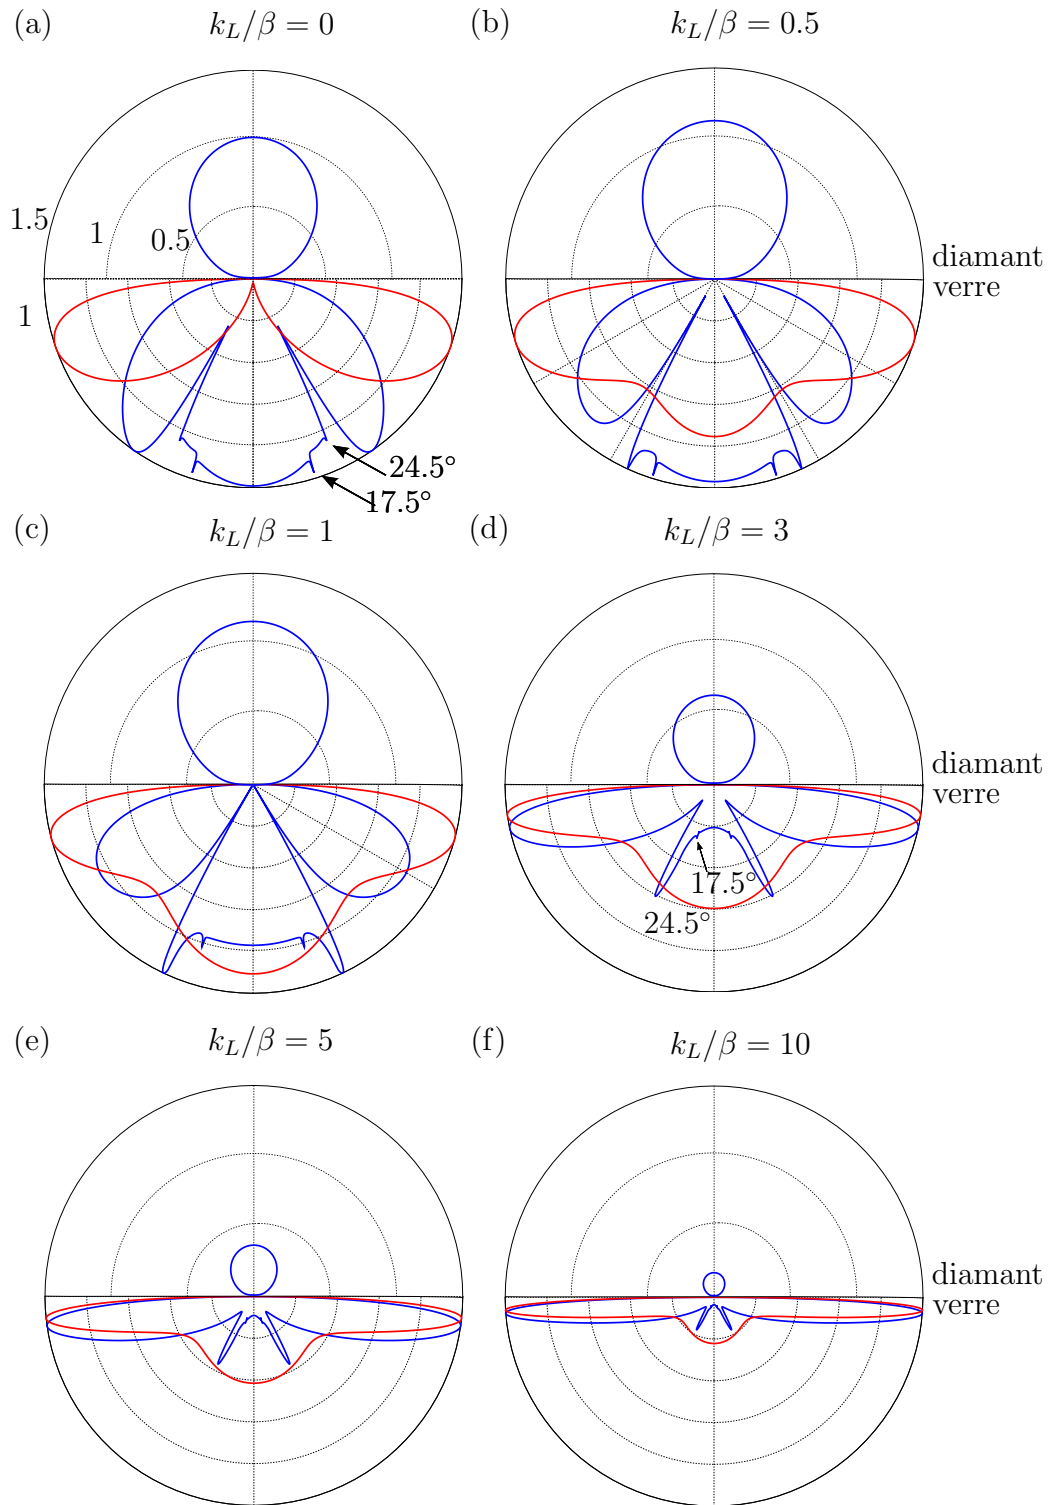 (a) k_L/β = 0
(b) k_L/β = 0.5
1.5
1
0.5
1
diamant
verre
24.5°
17.5°
(c) k_L/β = 1
(d) k_L/β = 3
diamant
verre
17.5°
24.5°
(e) k_L/β = 5
(f) k_L/β = 10
diamant
verre